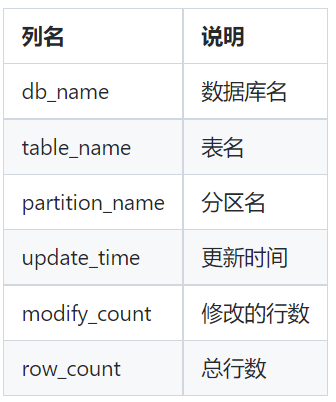 列名 说明
db_name 数据库名
table_name 表名
partition_name 分区名
update_time 更新时间
modify_count 修改的行数
row_count 总行数